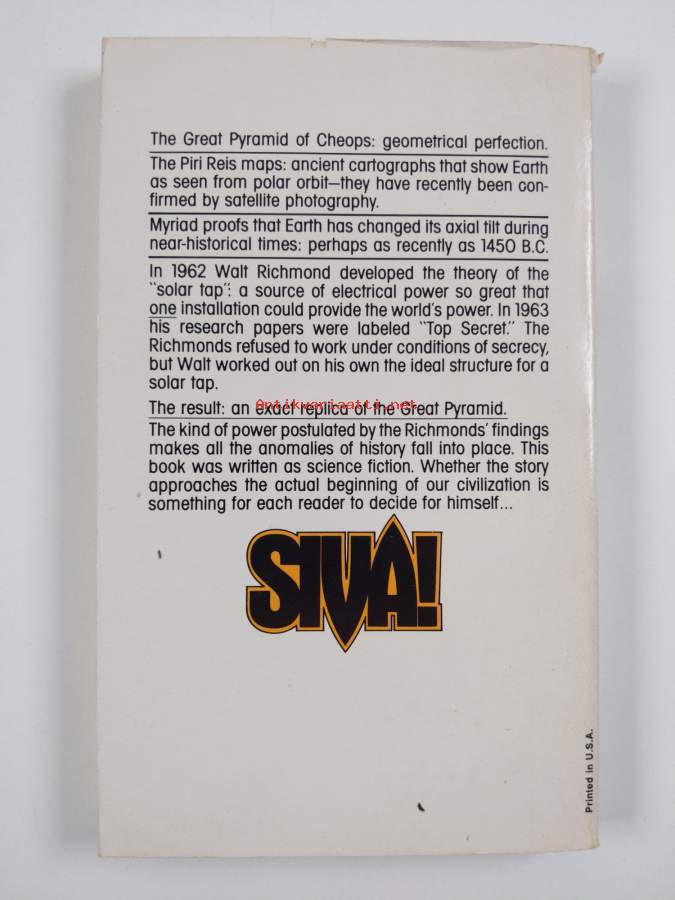 The Great Pyramid of Cheops: geometrical perfection.
The Piri Reis maps: ancient cartographs that show Earth
as seen from polar orbit—they have recently been con-
firmed by satellite photography.
Myriad proofs that Earth has changed its axial tilt during
near-historical times: perhaps as recently as 1450 B.C.
In 1962 Walt Richmond developed the theory of the
"solar tap": a source of electrical power so great that
one installation could provide the world's power. In 1963
his research papers were labeled "Top Secret." The
Richmonds refused to work under conditions of secrecy,
but Walt worked out on his own the ideal structure for a
solar tap.
Antikvariaatti.net
The result: an exact replica of the Great Pyramid.
The kind of power postulated by the Richmonds' findings
makes all the anomalies of history fall into place. This
book was written as science fiction. Whether the story
approaches the actual beginning of our civilization is
something for each reader to decide for himself...
SIVA!
Printed in U.S.A.